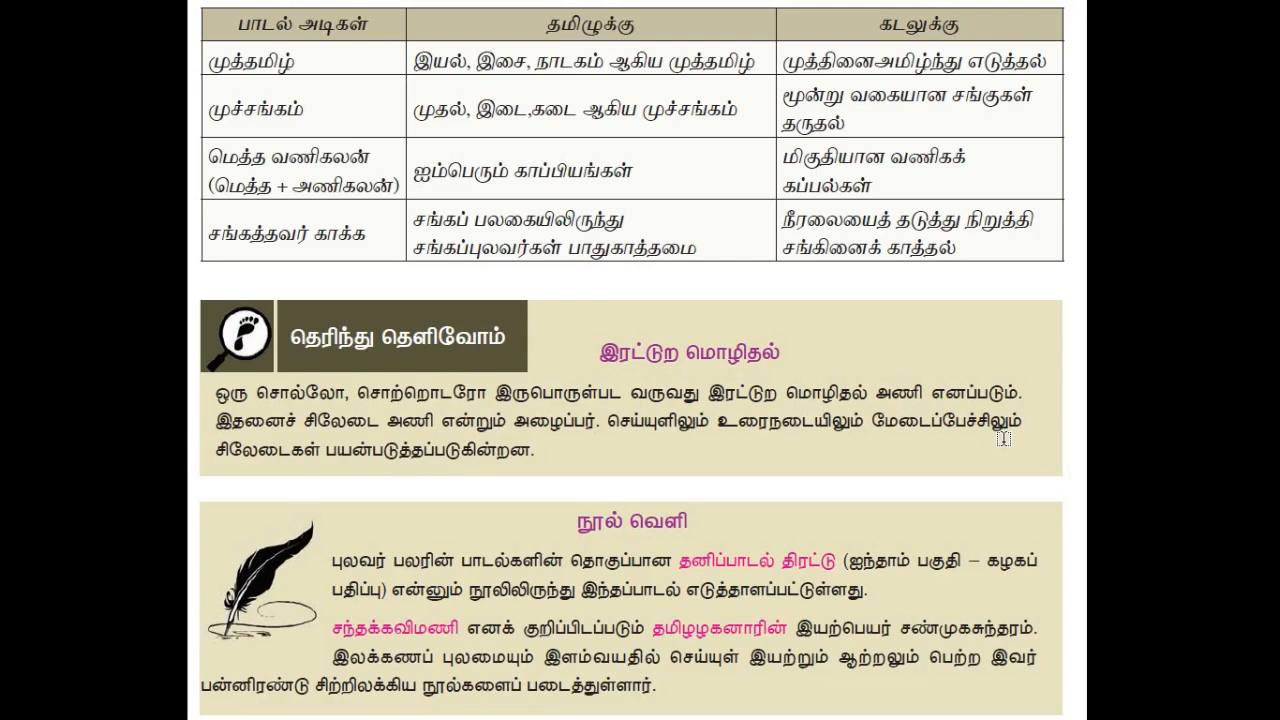 பாடல் அடிகள் தமிழுக்கு கடலுக்கு
முத்தமிழ் இயல், இசை, நாடகம் ஆகிய முத்தமிழ் முத்தினைஅமிழ்ந்து எடுத்தல்
முச்சங்கம் முதல், இடை,கடை ஆகிய முச்சங்கம் மூன்று வகையான சங்குகள்
தருதல்
மெத்த வணிகலன்
(மெத்த + அணிகலன்) ஐம்பெரும் காப்பியங்கள் மிகுதியான வணிகக்
கப்பல்கள்
சங்கத்தவர் காக்க சங்கப் பலகையிலிருந்து
சங்கப்புலவர்கள் பாதுகாத்தமை நீரலையைத் தடுத்து நிறுத்தி
சங்கினைக் காத்தல்
தெரிந்து தெளிவோம்
இரட்டுற மொழிதல்
ஒரு சொல்லோ, சொற்றொடரோ இருபொருள்பட வருவது இரட்டுற மொழிதல் அணி எனப்படும்.
இதனைச் சிலேடை அணி என்றும் அழைப்பர். செய்யுளிலும் உரைநடையிலும் மேடைப்பேச்சிலும்
சிலேடைகள் பயன்படுத்தப்படுகின்றன.
நூல் வெளி
புலவர் பலரின் பாடல்களின் தொகுப்பான தனிப்பாடல் திரட்டு (ஐந்தாம் பகுதி – கழகப்
பதிப்பு) என்னும் நூலிலிருந்து இந்தப்பாடல் எடுத்தாளப்பட்டுள்ளது.
சந்தக்கவிமணி எனக் குறிப்பிடப்படும் தமிழழகனாரின் இயற்பெயர் சண்முகசுந்தரம்.
இலக்கணப் புலமையும் இளம்வயதில் செய்யுள் இயற்றும் ஆற்றலும் பெற்ற இவர்
பன்னிரண்டு சிற்றிலக்கிய நூல்களைப் படைத்துள்ளார்.